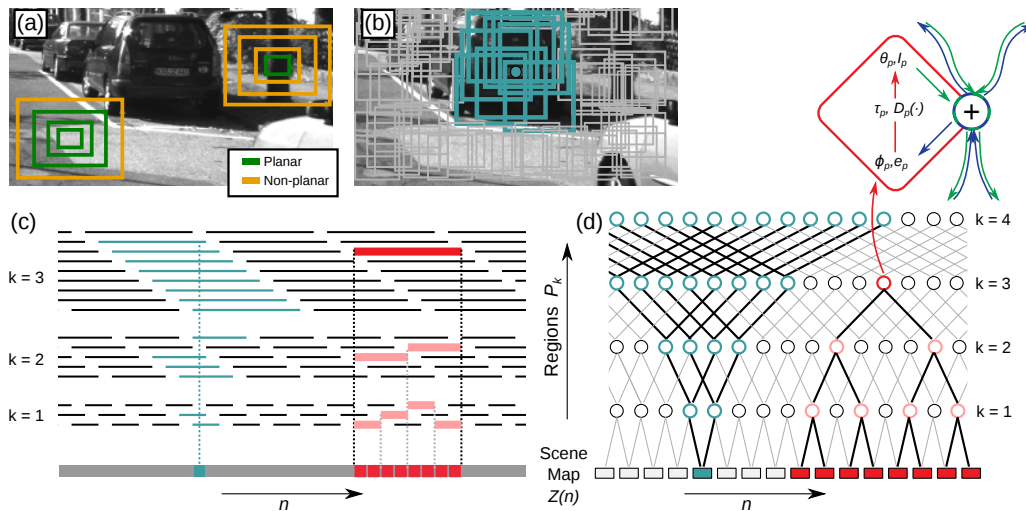 (a)
(b)
Planar
Non-planar
θp,Ip
τp, Dp(·)
ϕp,ep
+
(c)
k = 3
k = 2
k = 1
n
(d)
k = 4
k = 3
k = 2
k = 1
Regions Pk
Scene
Map
Z(n)
n